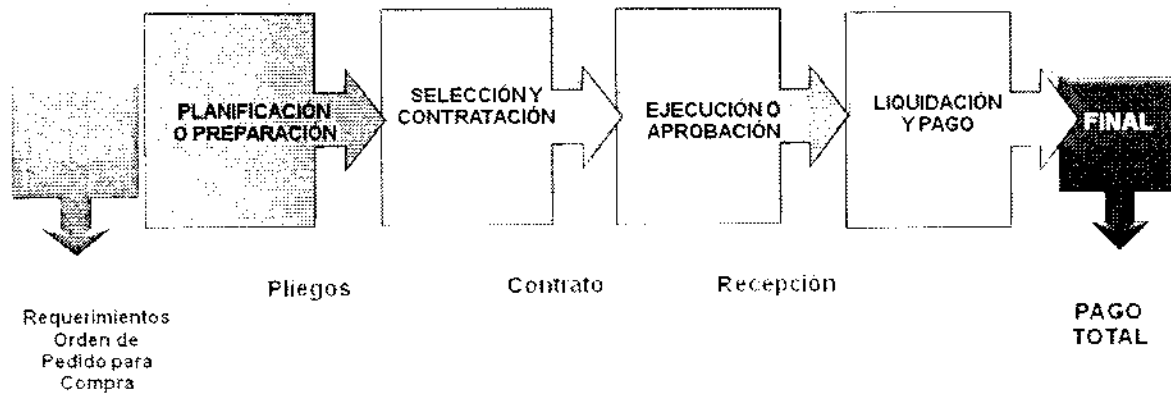 PLANIFICACIÓN
O PREPARACIÓN
SELECCIÓN Y
CONTRATACIÓN
EJECUCIÓN O
APROBACIÓN
LIQUIDACIÓN
Y PAGO
FINAL
Pliegos
Contrato
Recepción
Requerimientos
Orden de
Pedido para
Compra
PAGO
TOTAL